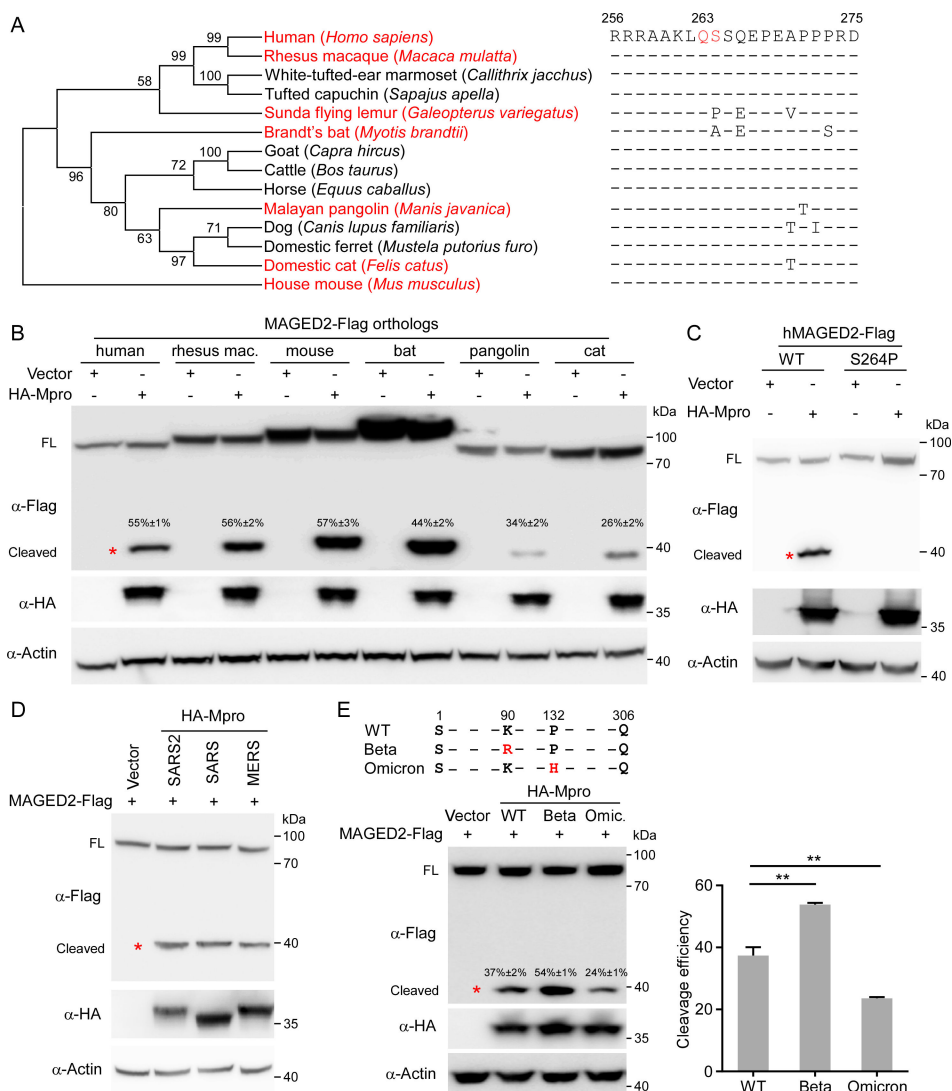 A
256 263 275
RRRAAKLQSSQEPEAPPPRD
99 Human (Homo sapiens)
99 Rhesus macaque (Macaca mulatta) ––––––––––––––––––––
100 White-tufted-ear marmoset (Callithrix jacchus) ––––––––––––––––––––
58 Tufted capuchin (Sapajus apella) ––––––––––––––––––––
Sunda flying lemur (Galeopterus variegatus) ––––––––P–E–––V–––––
Brandt's bat (Myotis brandtii) ––––––––A–E––––––S––
100 Goat (Capra hircus) ––––––––––––––––––––
96 72 Cattle (Bos taurus) ––––––––––––––––––––
Horse (Equus caballus) ––––––––––––––––––––
80 Malayan pangolin (Manis javanica) –––––––––––––––T––––
63 71 Dog (Canis lupus familiaris) ––––––––––––––T–I–––
Domestic ferret (Mustela putorius furo) ––––––––––––––––––––
97 Domestic cat (Felis catus) ––––––––––––––T–––––
House mouse (Mus musculus) ––––––––––––––––––––
B
MAGED2-Flag orthologs
human rhesus mac. mouse bat pangolin cat
Vector + - + - + - + - + - + -
HA-Mpro - + - + - + - + - + - +
kDa
FL
100
70
α-Flag
55%±1% 56%±2% 57%±3% 44%±2% 34%±2% 26%±2%
Cleaved * 40
α-HA
35
α-Actin
40
C
hMAGED2-Flag
WT S264P
Vector + - + -
HA-Mpro - + - +
kDa
100
FL
70
α-Flag
Cleaved * 40
α-HA
35
α-Actin
40
D
HA-Mpro
Vector SARS2 SARS MERS
MAGED2-Flag + + + +
kDa
FL
100
70
α-Flag
Cleaved * 40
α-HA
35
α-Actin
40
E
1 90 132 306
WT S – – – K – P – – – Q
Beta S – – – R – P – – – Q
Omicron S – – – K – H – – – Q
HA-Mpro
Vector WT Beta Omic.
MAGED2-Flag + + + +
kDa
100
FL
70
α-Flag
37%±2% 54%±1% 24%±1%
Cleaved * 40
α-HA
35
α-Actin
40
Cleavage efficiency
60
40
20
0
**
**
WT Beta Omicron